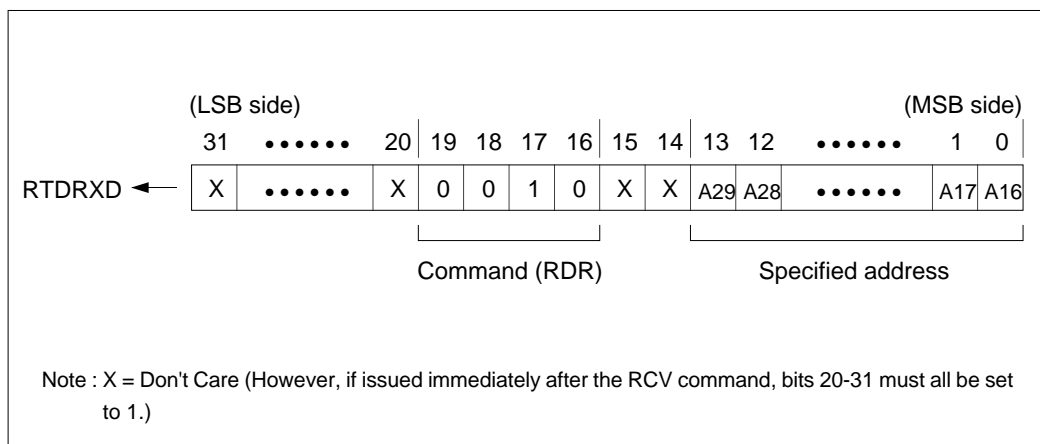 (LSB side) (MSB side)
31 •••••• 20 19 18 17 16 15 14 13 12 •••••• 1 0
RTDRXD X •••••• X 0 0 1 0 X X A29 A28 •••••• A17 A16
Command (RDR) Specified address
Note : X = Don't Care (However, if issued immediately after the RCV command, bits 20-31 must all be set
to 1.)